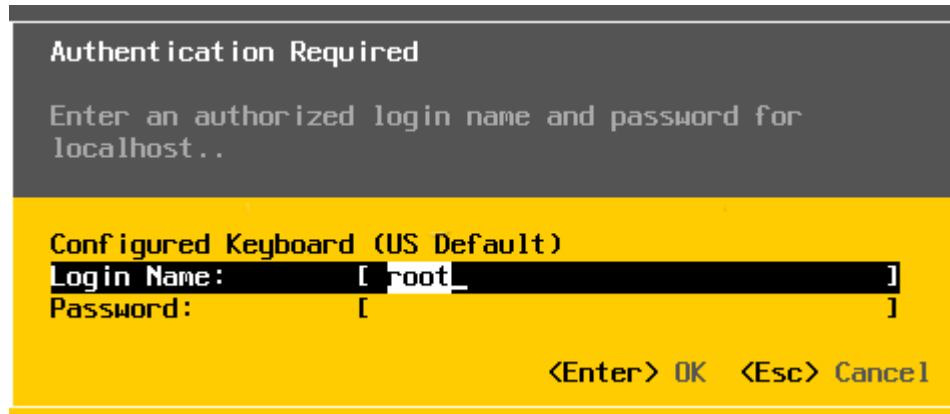 Authentication Required
Enter an authorized login name and password for
localhost..
Configured Keyboard (US Default)
Login Name: [ root_ ]
Password: [ ]
<Enter> OK <Esc> Cancel